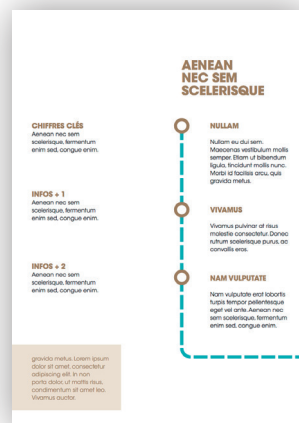 AENEAN
NEC SEM
SCELERISQUE
CHIFFRES CLÉS
Aenean nec sem
scelerisque, fermentum
enim sed, congue enim.
INFOS + 1
Aenean nec sem
scelerisque, fermentum
enim sed, congue enim.
INFOS + 2
Aenean nec sem
scelerisque, fermentum
enim sed, congue enim.
gravida metus. Lorem ipsum
dolor sit amet, consectetur
adipiscing elit. In non
porta dolor, ut mattis risus,
condimentum sit amet leo.
Vivamus auctor.
NULLAM
Nullam eu dui sem.
Maecenas vestibulum mollis
semper. Etiam ut bibendum
ligula, tincidunt mollis nunc.
Morbi id facilisis arcu, quis
gravida metus.
VIVAMUS
Vivamus pulvinar at risus
molestie consectetur. Donec
rutrum scelerisque purus, ac
convallis eros.
NAM VULPUTATE
Nam vulputate erat lobortis
turpis tempor pellentesque
eget vel ante. Aenean nec
sem scelerisque, fermentum
enim sed, congue enim.